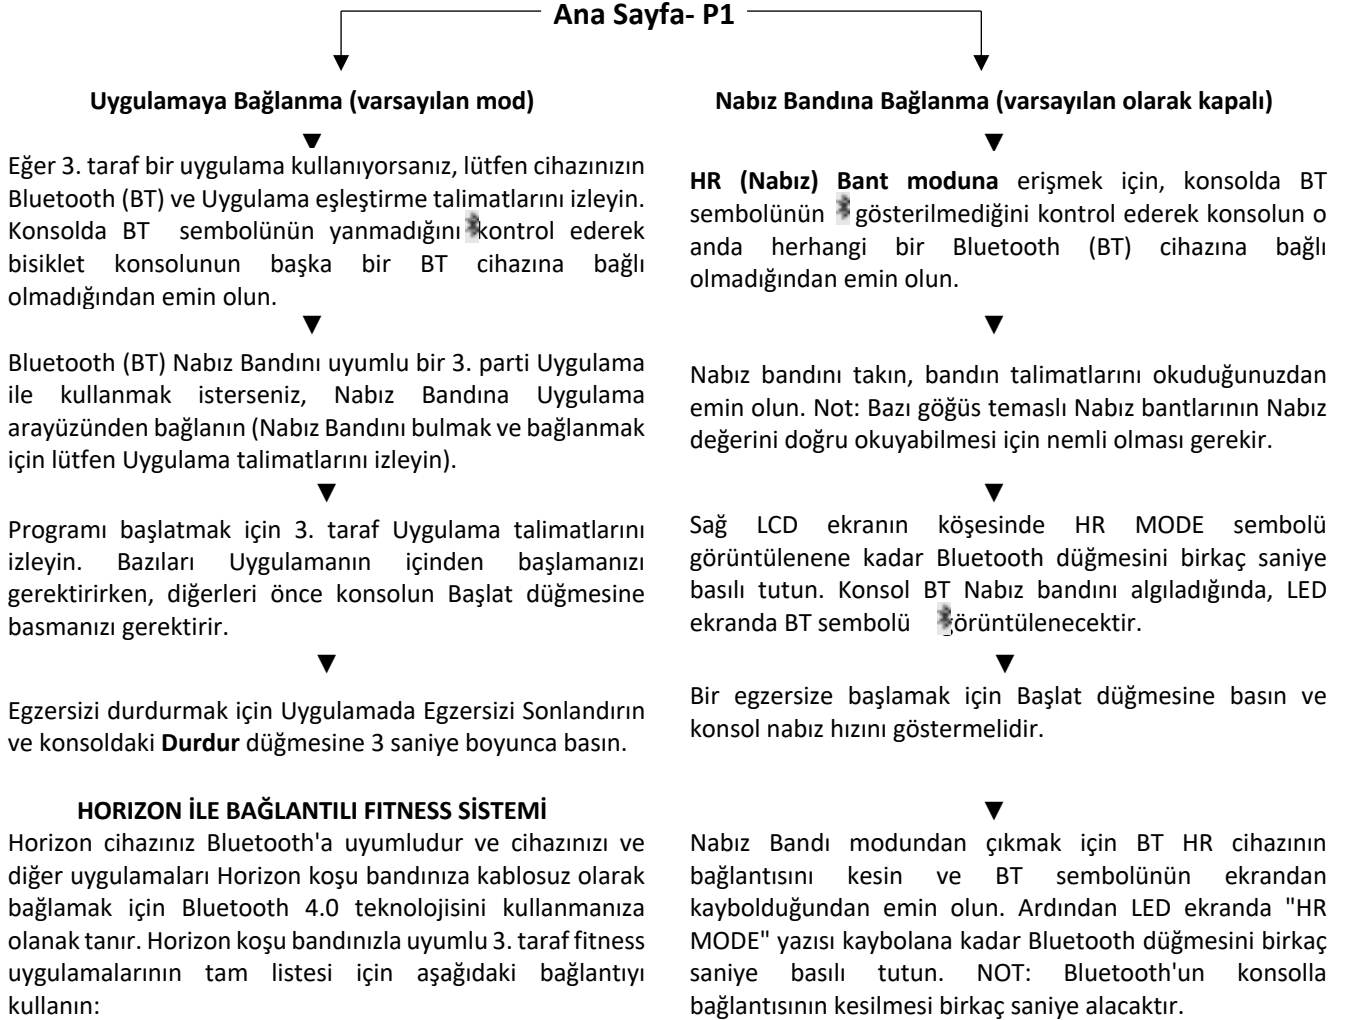 Ana Sayfa- P1
Uygulamaya Bağlanma (varsayılan mod)
Eğer 3. taraf bir uygulama kullanıyorsanız, lütfen cihazınızın
Bluetooth (BT) ve Uygulama eşleştirme talimatlarını izleyin.
Konsolda BT sembolünün yanmadığını kontrol ederek
bisiklet konsolunun başka bir BT cihazına bağlı
olmadığından emin olun.
Bluetooth (BT) Nabız Bandını uyumlu bir 3. parti Uygulama
ile kullanmak isterseniz, Nabız Bandına Uygulama
arayüzünden bağlanın (Nabız Bandını bulmak ve bağlanmak
için lütfen Uygulama talimatlarını izleyin).
Programı başlatmak için 3. taraf Uygulama talimatlarını
izleyin. Bazıları Uygulamanın içinden başlamanızı
gerektirirken, diğerleri önce konsolun Başlat düğmesine
basmanızı gerektirir.
Egzersizi durdurmak için Uygulamada Egzersizi Sonlandırın
ve konsoldaki Durdur düğmesine 3 saniye boyunca basın.
HORIZON İLE BAĞLANTILI FITNESS SİSTEMİ
Horizon cihazınız Bluetooth'a uyumludur ve cihazınızı ve
diğer uygulamaları Horizon koşu bandınıza kablosuz olarak
bağlamak için Bluetooth 4.0 teknolojisini kullanmanıza
olanak tanır. Horizon koşu bandınızla uyumlu 3. taraf fitness
uygulamalarının tam listesi için aşağıdaki bağlantıyı
kullanın:
Nabız Bandına Bağlanma (varsayılan olarak kapalı)
HR (Nabız) Bant moduna erişmek için, konsolda BT
sembolünün gösterilmediğini kontrol ederek konsolun o
anda herhangi bir Bluetooth (BT) cihazına bağlı
olmadığından emin olun.
Nabız bandını takın, bandın talimatlarını okuduğunuzdan
emin olun. Not: Bazı göğüs temaslı Nabız bantlarının Nabız
değerini doğru okuyabilmesi için nemli olması gerekir.
Sağ LCD ekranın köşesinde HR MODE sembolü
görüntülenene kadar Bluetooth düğmesini birkaç saniye
basılı tutun. Konsol BT Nabız bandını algıladığında, LED
ekranda BT sembolü görüntülenecektir.
Bir egzersize başlamak için Başlat düğmesine basın ve
konsol nabız hızını göstermelidir.
Nabız Bandı modundan çıkmak için BT HR cihazının
bağlantısını kesin ve BT sembolünün ekrandan
kaybolduğundan emin olun. Ardından LED ekranda "HR
MODE" yazısı kaybolana kadar Bluetooth düğmesini birkaç
saniye basılı tutun. NOT: Bluetooth'un konsolla
bağlantısının kesilmesi birkaç saniye alacaktır.